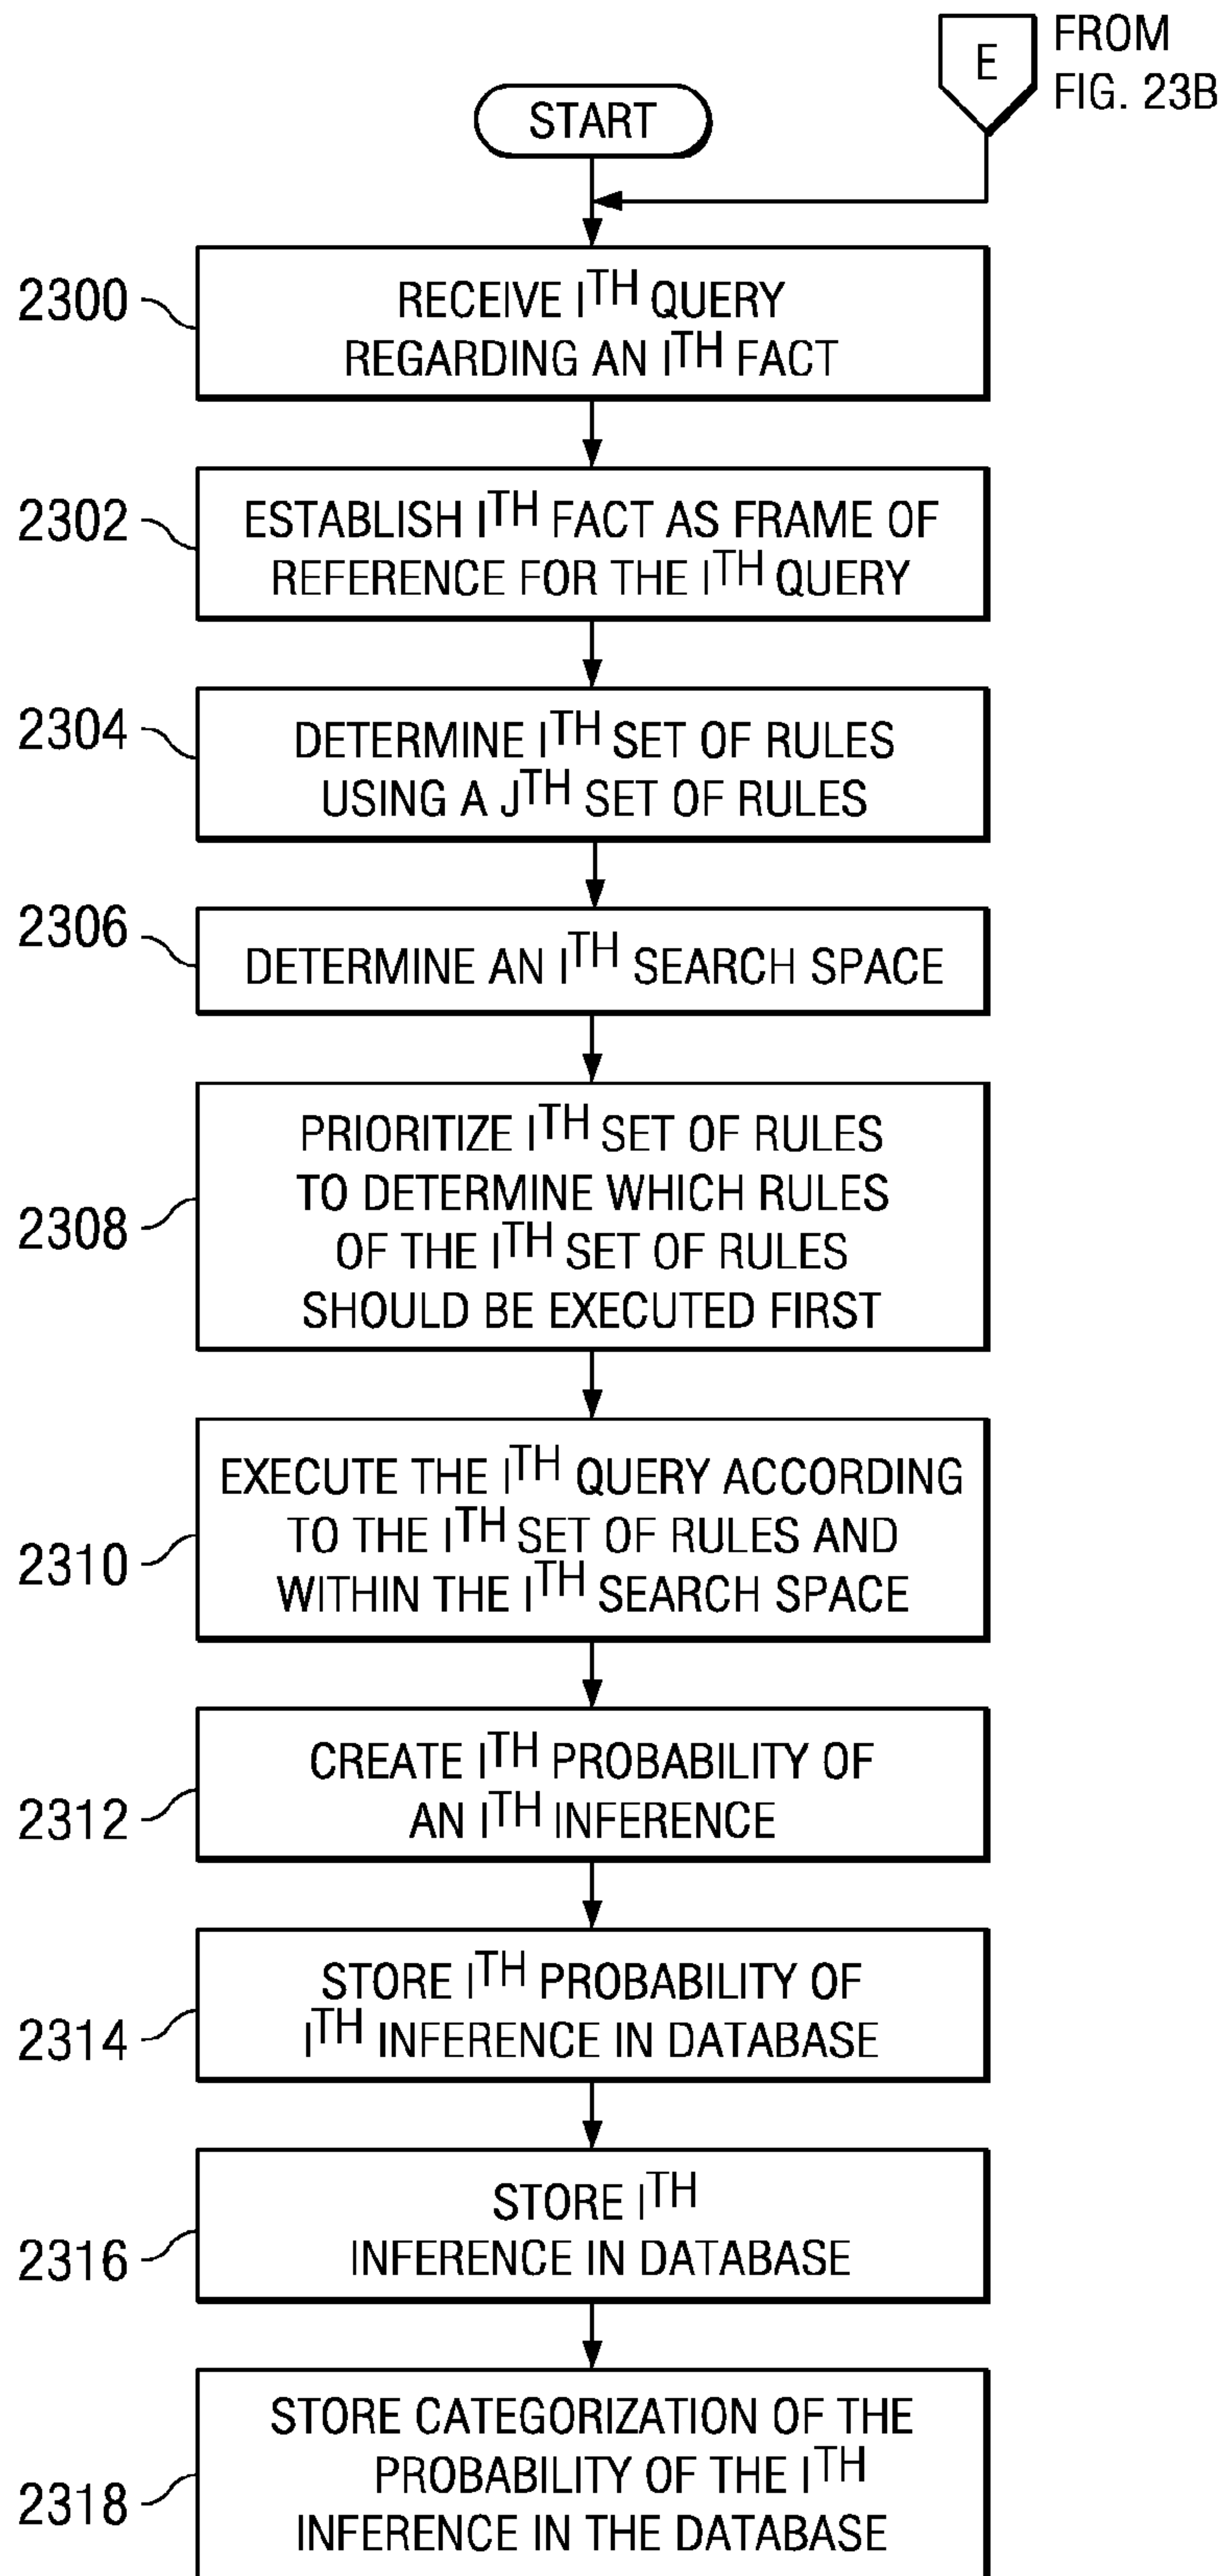 E
FROM
FIG. 23B
START
2300
RECEIVE ITH QUERY
REGARDING AN ITH FACT
2302
ESTABLISH ITH FACT AS FRAME OF
REFERENCE FOR THE ITH QUERY
2304
DETERMINE ITH SET OF RULES
USING A JTH SET OF RULES
2306
DETERMINE AN ITH SEARCH SPACE
2308
PRIORITIZE ITH SET OF RULES
TO DETERMINE WHICH RULES
OF THE ITH SET OF RULES
SHOULD BE EXECUTED FIRST
2310
EXECUTE THE ITH QUERY ACCORDING
TO THE ITH SET OF RULES AND
WITHIN THE ITH SEARCH SPACE
2312
CREATE ITH PROBABILITY OF
AN ITH INFERENCE
2314
STORE ITH PROBABILITY OF
ITH INFERENCE IN DATABASE
2316
STORE ITH
INFERENCE IN DATABASE
2318
STORE CATEGORIZATION OF THE
PROBABILITY OF THE ITH
INFERENCE IN THE DATABASE